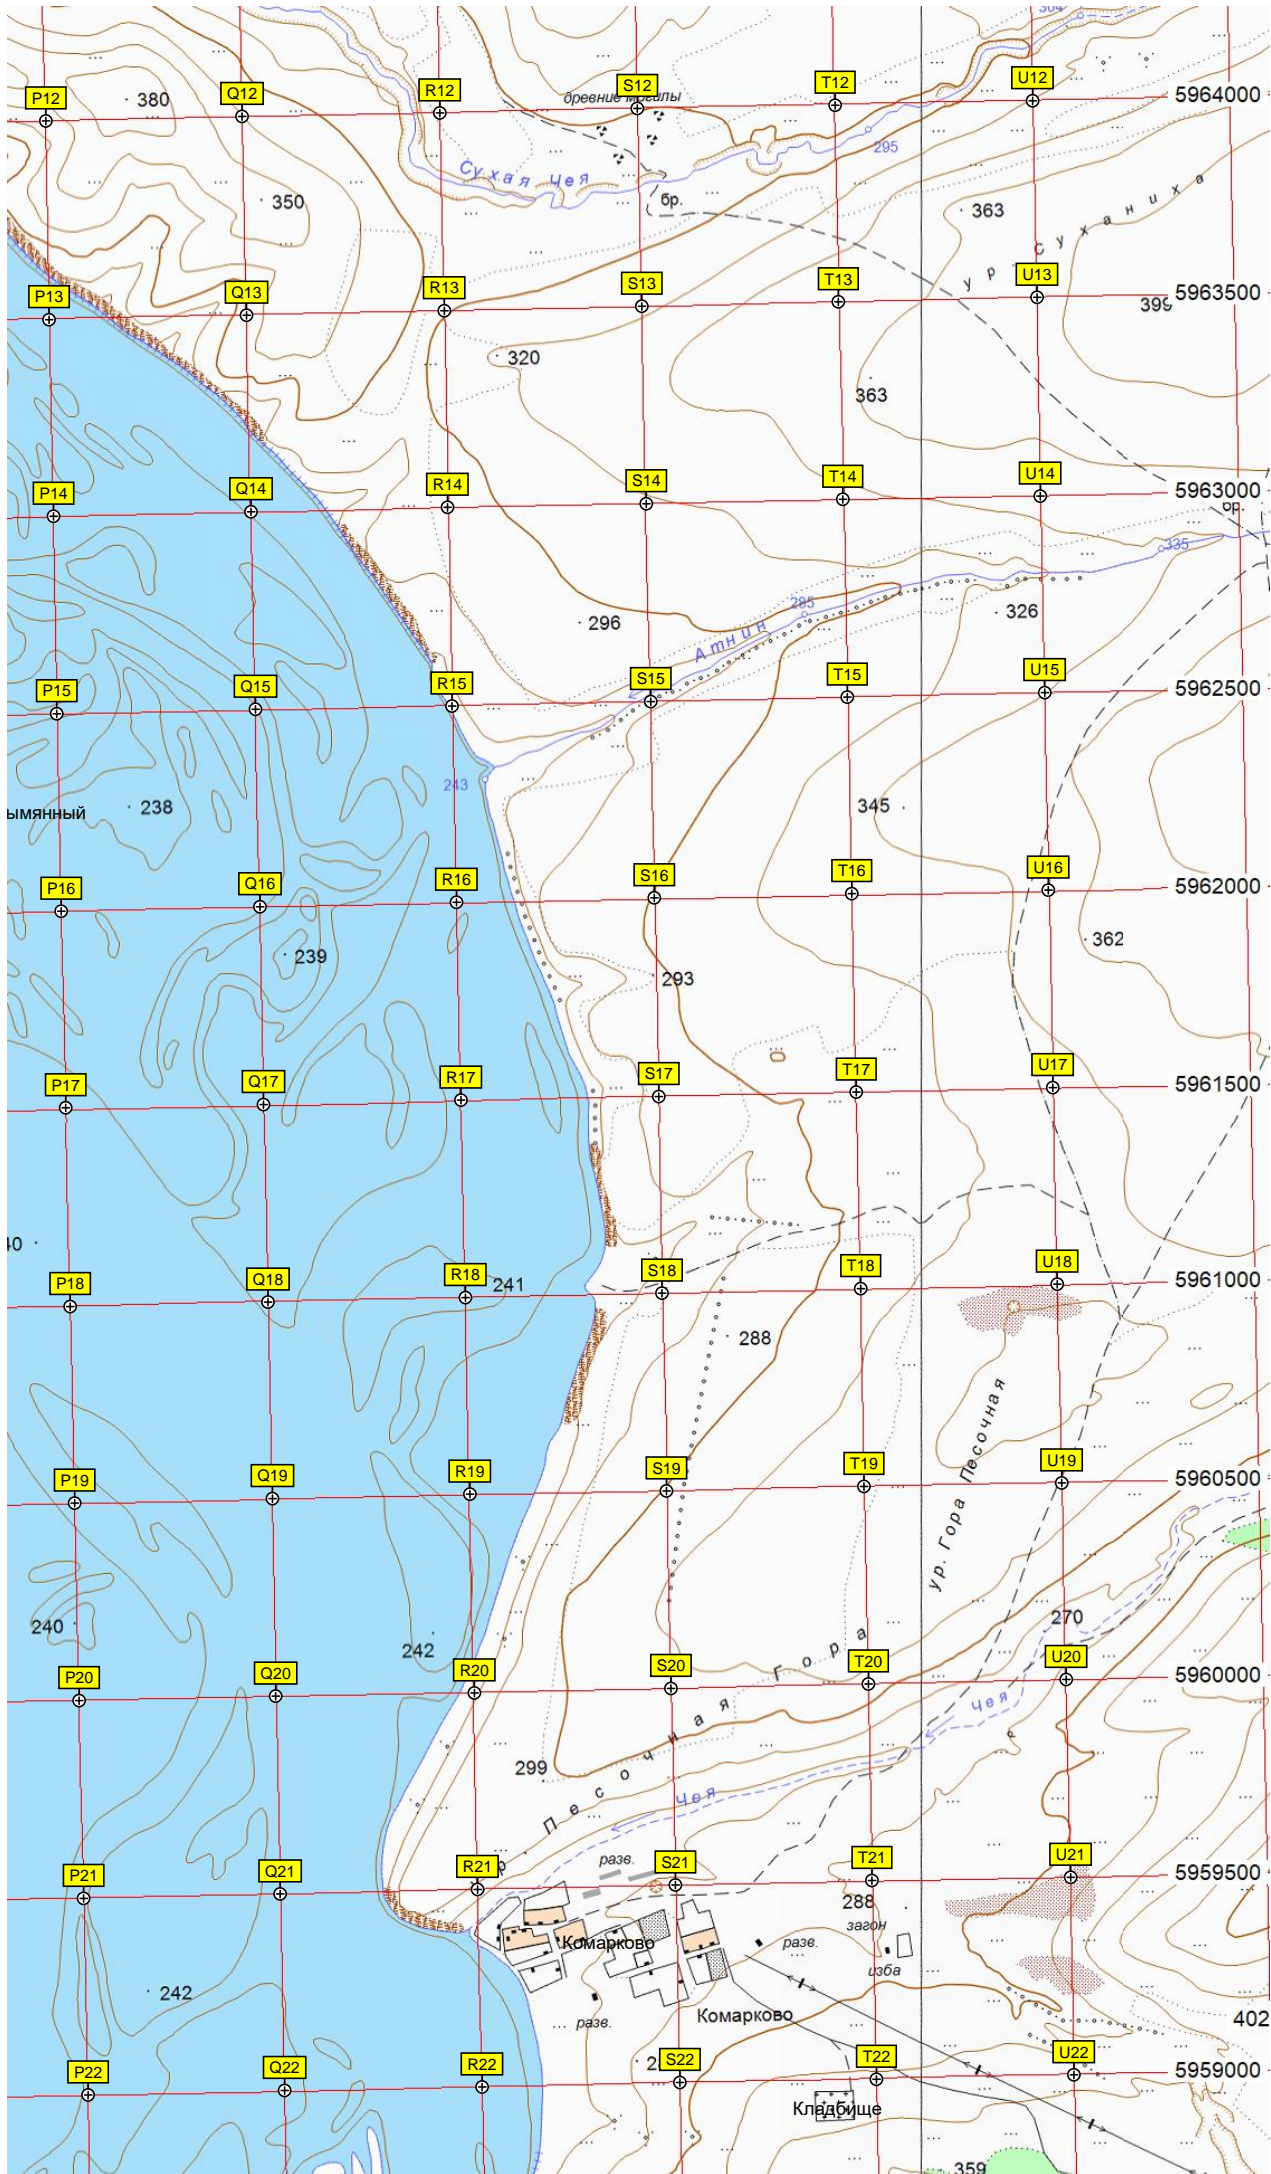 304
P12
380
Q12
R12
S12
древние могилы
T12
U12
5964000
295
Сухая Чея
350
бр.
363
ур. Суханиха
P13
Q13
R13
S13
T13
U13
5963500
399
320
363
P14
Q14
R14
S14
T14
U14
5963000
335
296
285
326
Атнин
P15
Q15
R15
S15
T15
U15
5962500
243
238
345
ымянный
P16
Q16
R16
S16
T16
U16
5962000
239
362
293
P17
Q17
R17
S17
T17
U17
5961500
40
P18
Q18
R18
241
S18
T18
U18
5961000
288
ур. Гора Песочная
P19
Q19
R19
S19
T19
U19
5960500
240
242
270
P20
Q20
R20
S20
T20
U20
5960000
Чея
ур. Песочная Гора
299
Чея
P21
Q21
R21
разв.
S21
T21
U21
5959500
288
загон
Комарково
разв.
изба
242
разв.
Комарково
402
P22
Q22
R22
S22
T22
U22
5959000
Кладбище
359